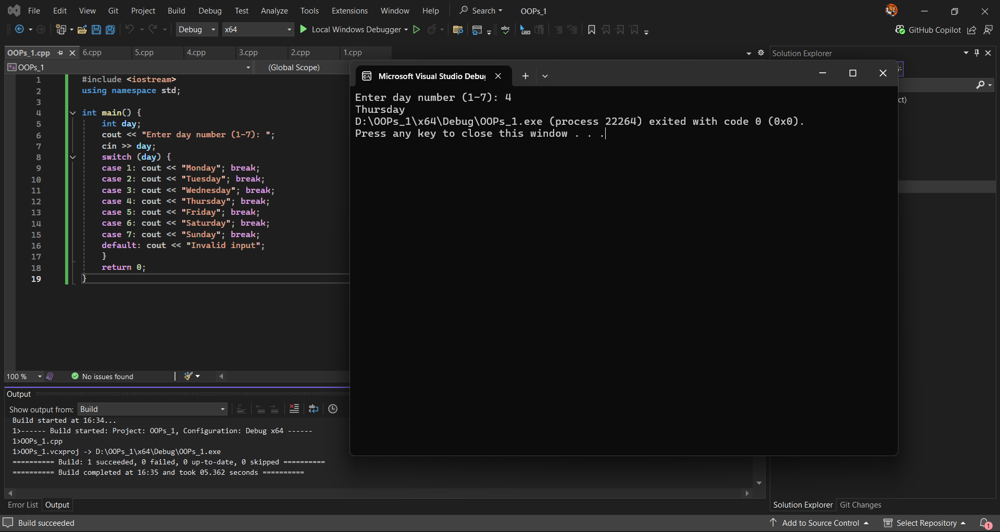 File Edit View Git Project Build Debug Test Analyze Tools Extensions Window Help Search OOPs_1
Debug x64 Local Windows Debugger GitHub Copilot
OOPs_1.cpp 6.cpp 5.cpp 4.cpp 3.cpp 2.cpp 1.cpp
Solution Explorer
OOPs_1 (Global Scope)
1 #include <iostream>
2 using namespace std;
3
4 int main() {
5 int day;
6 cout << "Enter day number (1-7): ";
7 cin >> day;
8 switch (day) {
9 case 1: cout << "Monday"; break;
10 case 2: cout << "Tuesday"; break;
11 case 3: cout << "Wednesday"; break;
12 case 4: cout << "Thursday"; break;
13 case 5: cout << "Friday"; break;
14 case 6: cout << "Saturday"; break;
15 case 7: cout << "Sunday"; break;
16 default: cout << "Invalid input";
17 }
18 return 0;
19 }
Microsoft Visual Studio Debu
Enter day number (1-7): 4
Thursday
D:\OOPs_1\x64\Debug\OOPs_1.exe (process 22264) exited with code 0 (0x0).
Press any key to close this window . . .
ct)
100 % No issues found
Output
Show output from: Build
Build started at 16:34...
1>------ Build started: Project: OOPs_1, Configuration: Debug x64 ------
1>OOPs_1.cpp
1>OOPs_1.vcxproj -> D:\OOPs_1\x64\Debug\OOPs_1.exe
========== Build: 1 succeeded, 0 failed, 0 up-to-date, 0 skipped ==========
========== Build completed at 16:35 and took 05.362 seconds ==========
Error List Output
Solution Explorer Git Changes
Build succeeded
Add to Source Control Select Repository 1